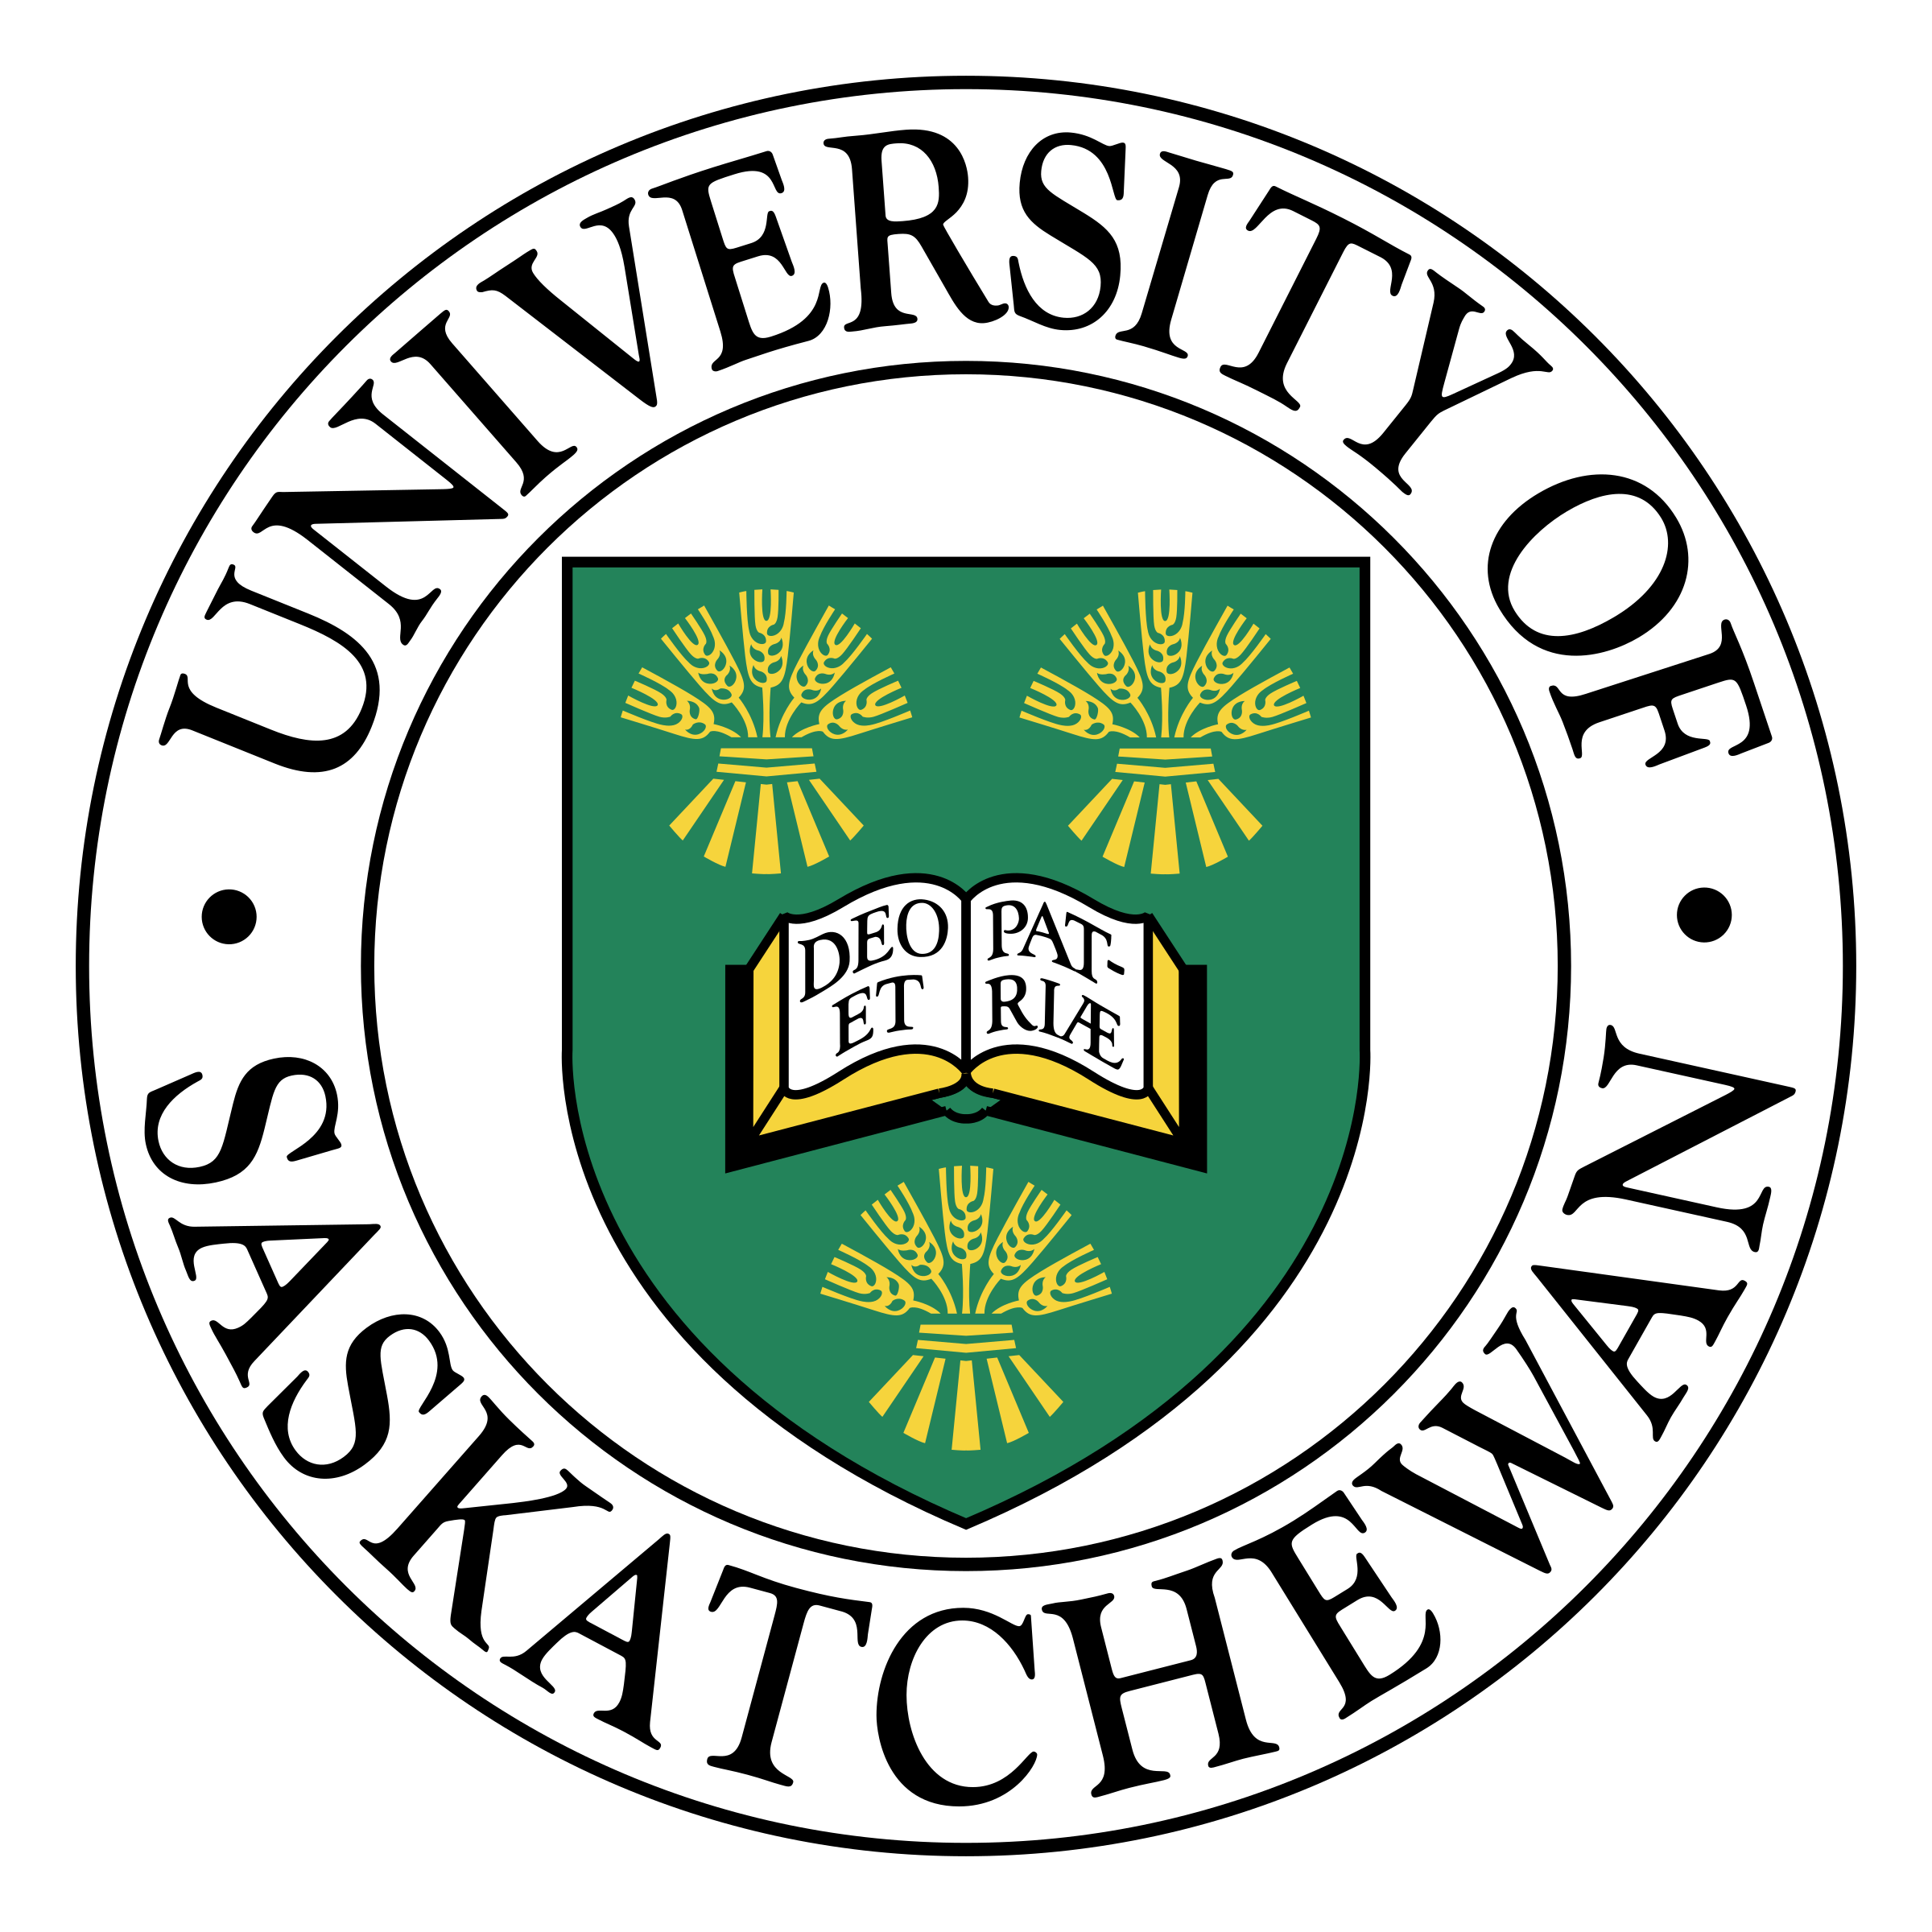 UNIVERSITY OF
SASKATCHEWAN
DEO
ET
PAT-
RIÆ